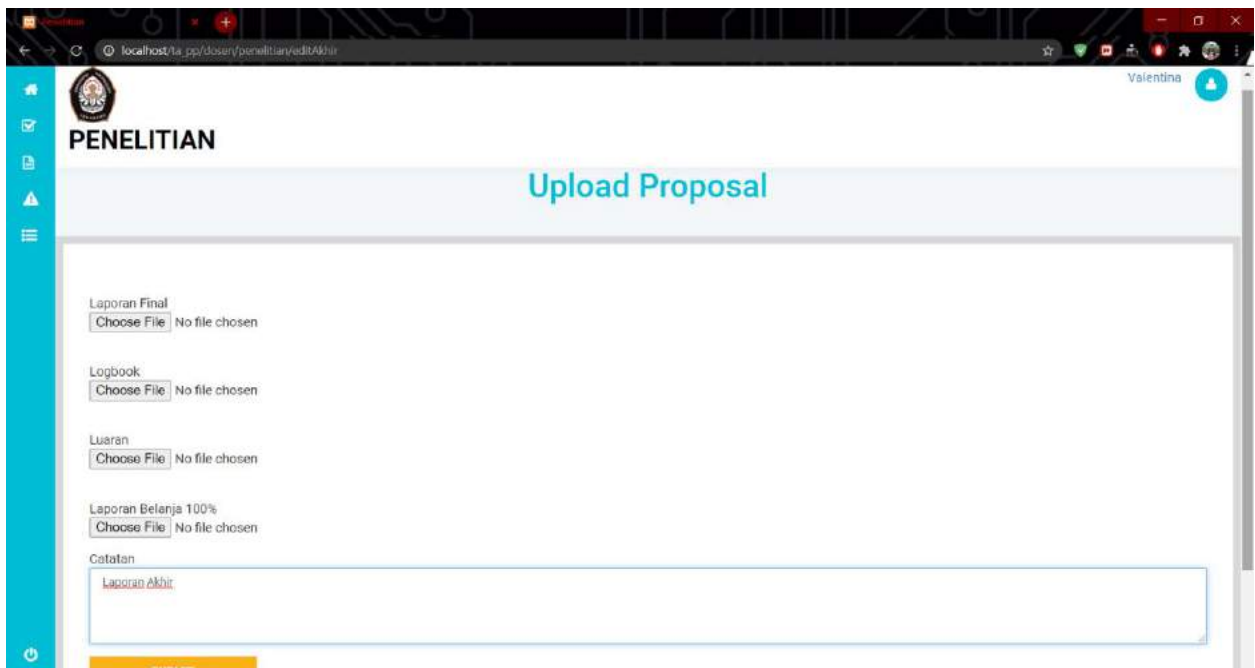 Penelitian
localhost/ta_pp/dosen/penelitian/editAkhir
Valentina
PENELITIAN
Upload Proposal
Laporan Final
Choose File No file chosen
Logbook
Choose File No file chosen
Luaran
Choose File No file chosen
Laporan Belanja 100%
Choose File No file chosen
Catatan
Laporan Akhir